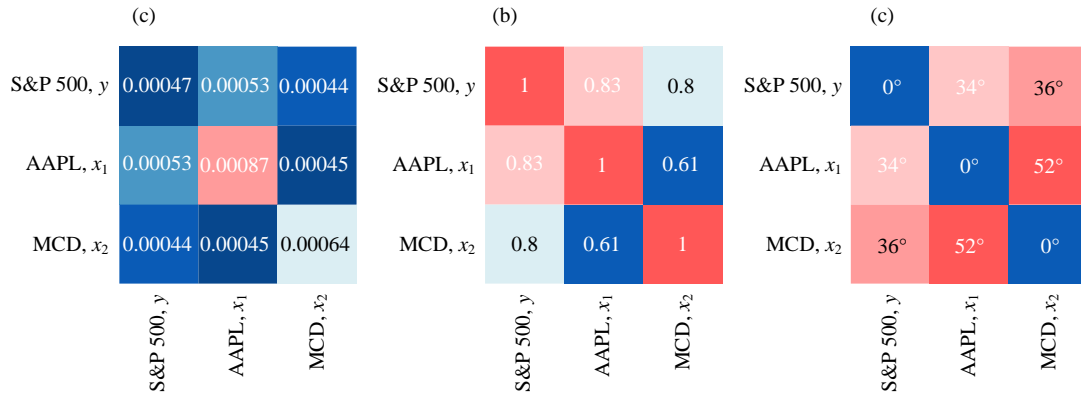 (c)
S&P 500, y
0.00047 0.00053 0.00044
AAPL, x₁
0.00053 0.00087 0.00045
MCD, x₂
0.00044 0.00045 0.00064
S&P 500, y
AAPL, x₁
MCD, x₂
(b)
S&P 500, y
1 0.83 0.8
AAPL, x₁
0.83 1 0.61
MCD, x₂
0.8 0.61 1
S&P 500, y
AAPL, x₁
MCD, x₂
(c)
S&P 500, y
0° 34° 36°
AAPL, x₁
34° 0° 52°
MCD, x₂
36° 52° 0°
S&P 500, y
AAPL, x₁
MCD, x₂